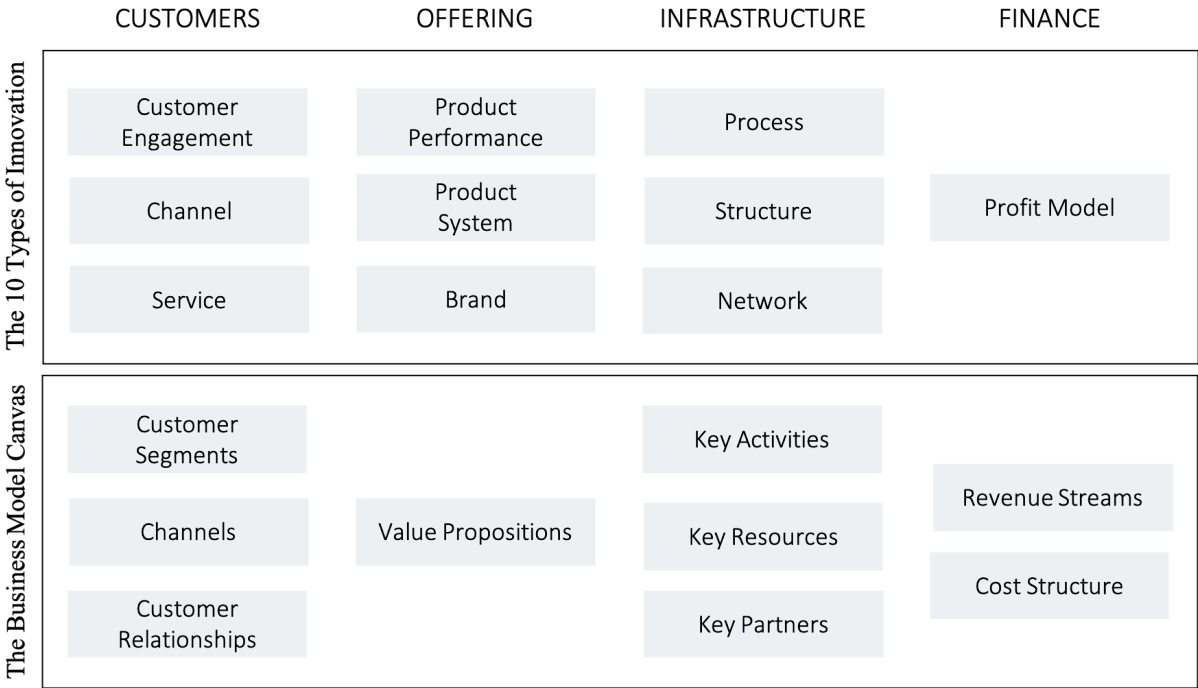 CUSTOMERS OFFERING INFRASTRUCTURE FINANCE
The 10 Types of Innovation
Customer
Engagement
Product
Performance
Process
Channel
Product
System
Structure
Profit Model
Service
Brand
Network
The Business Model Canvas
Customer
Segments
Key Activities
Revenue Streams
Channels
Value Propositions
Key Resources
Cost Structure
Customer
Relationships
Key Partners